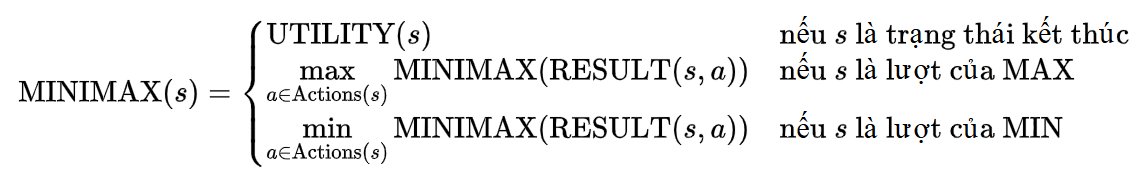 UTILITY(s) nếu s là trạng thái kết thúc
MINIMAX(s) = { max MINIMAX(RESULT(s, a)) nếu s là lượt của MAX
a∈Actions(s)
min MINIMAX(RESULT(s, a)) nếu s là lượt của MIN
a∈Actions(s)